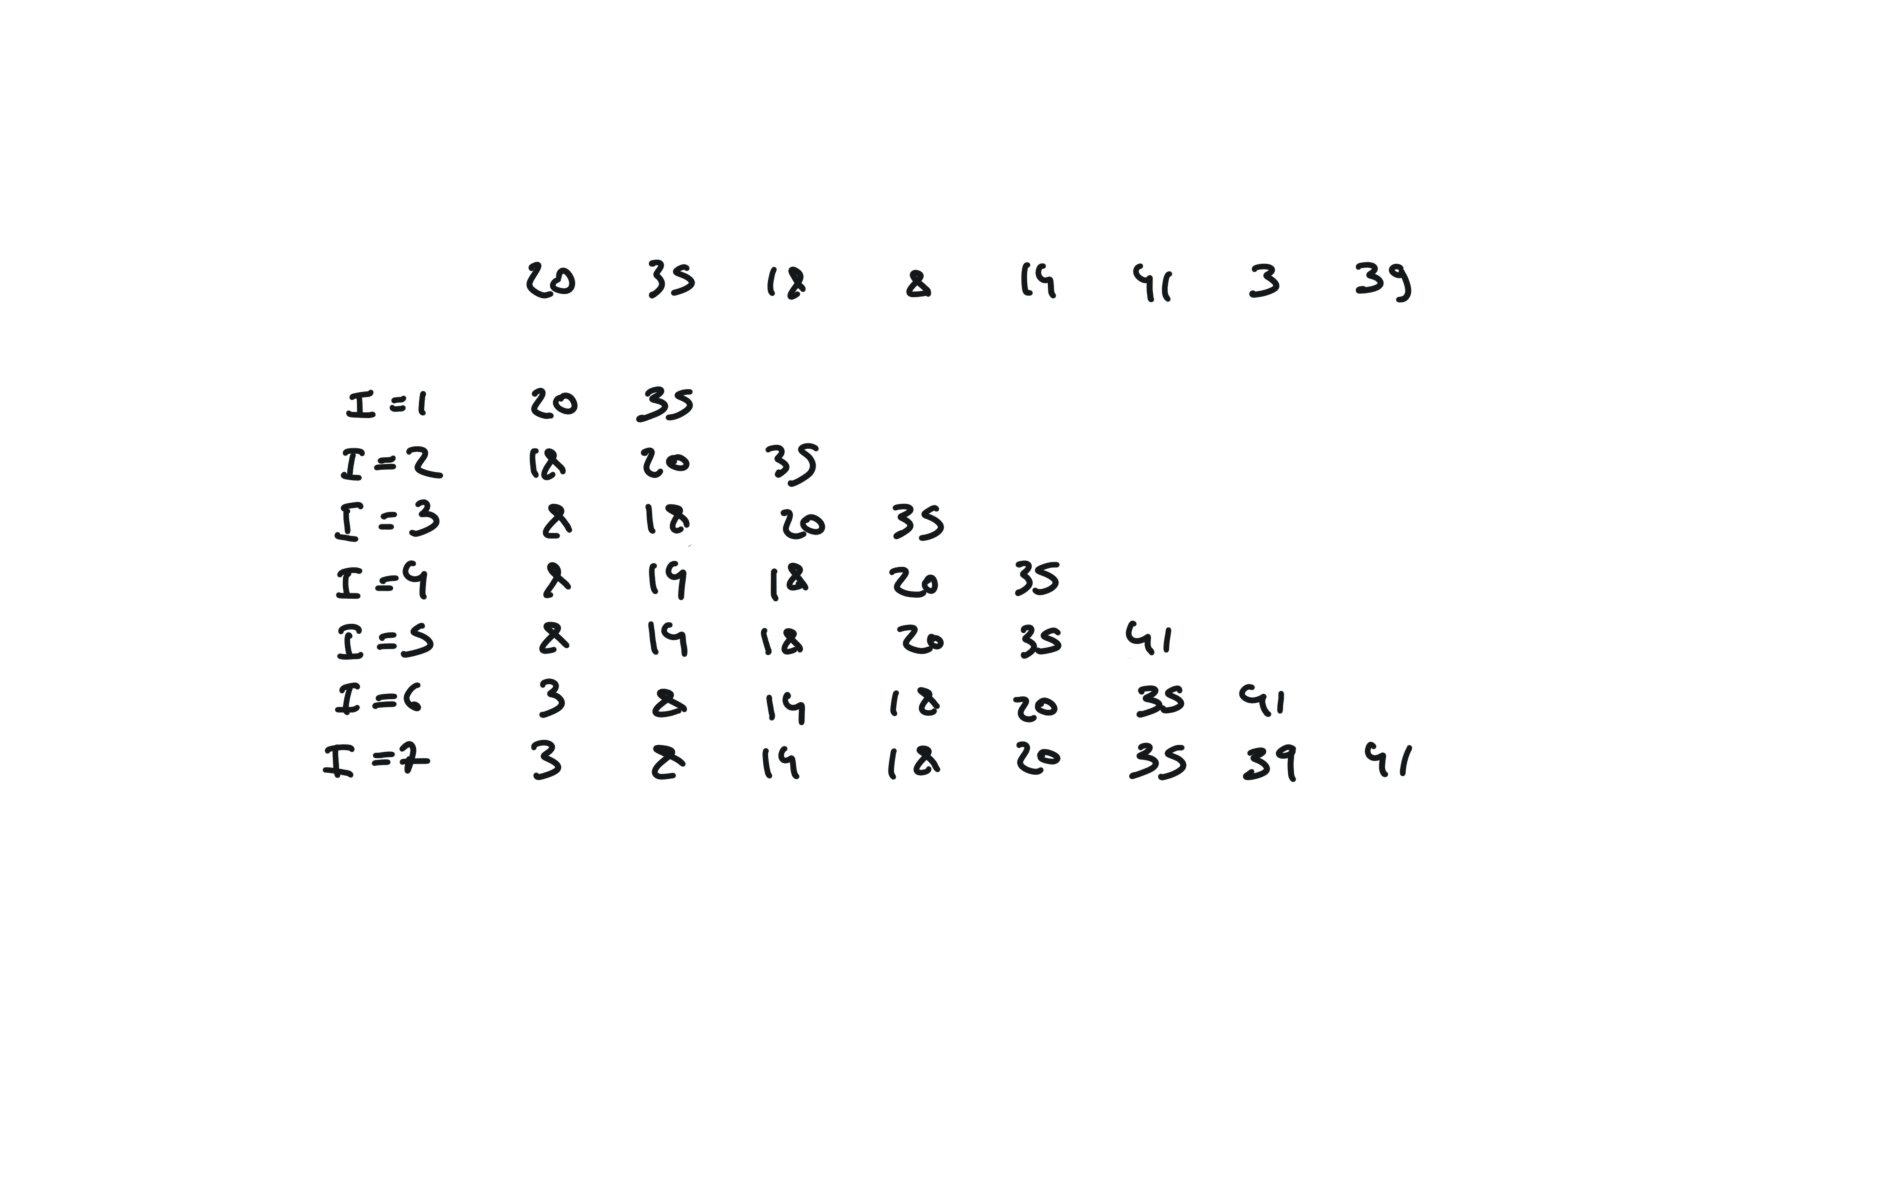 20 35 18 8 14 41 3 39
I=1 20 35
I=2 18 20 35
I=3 8 18 20 35
I=4 8 14 18 20 35
I=5 8 14 18 20 35 41
I=6 3 8 14 18 20 35 41
I=7 3 8 14 18 20 35 39 41